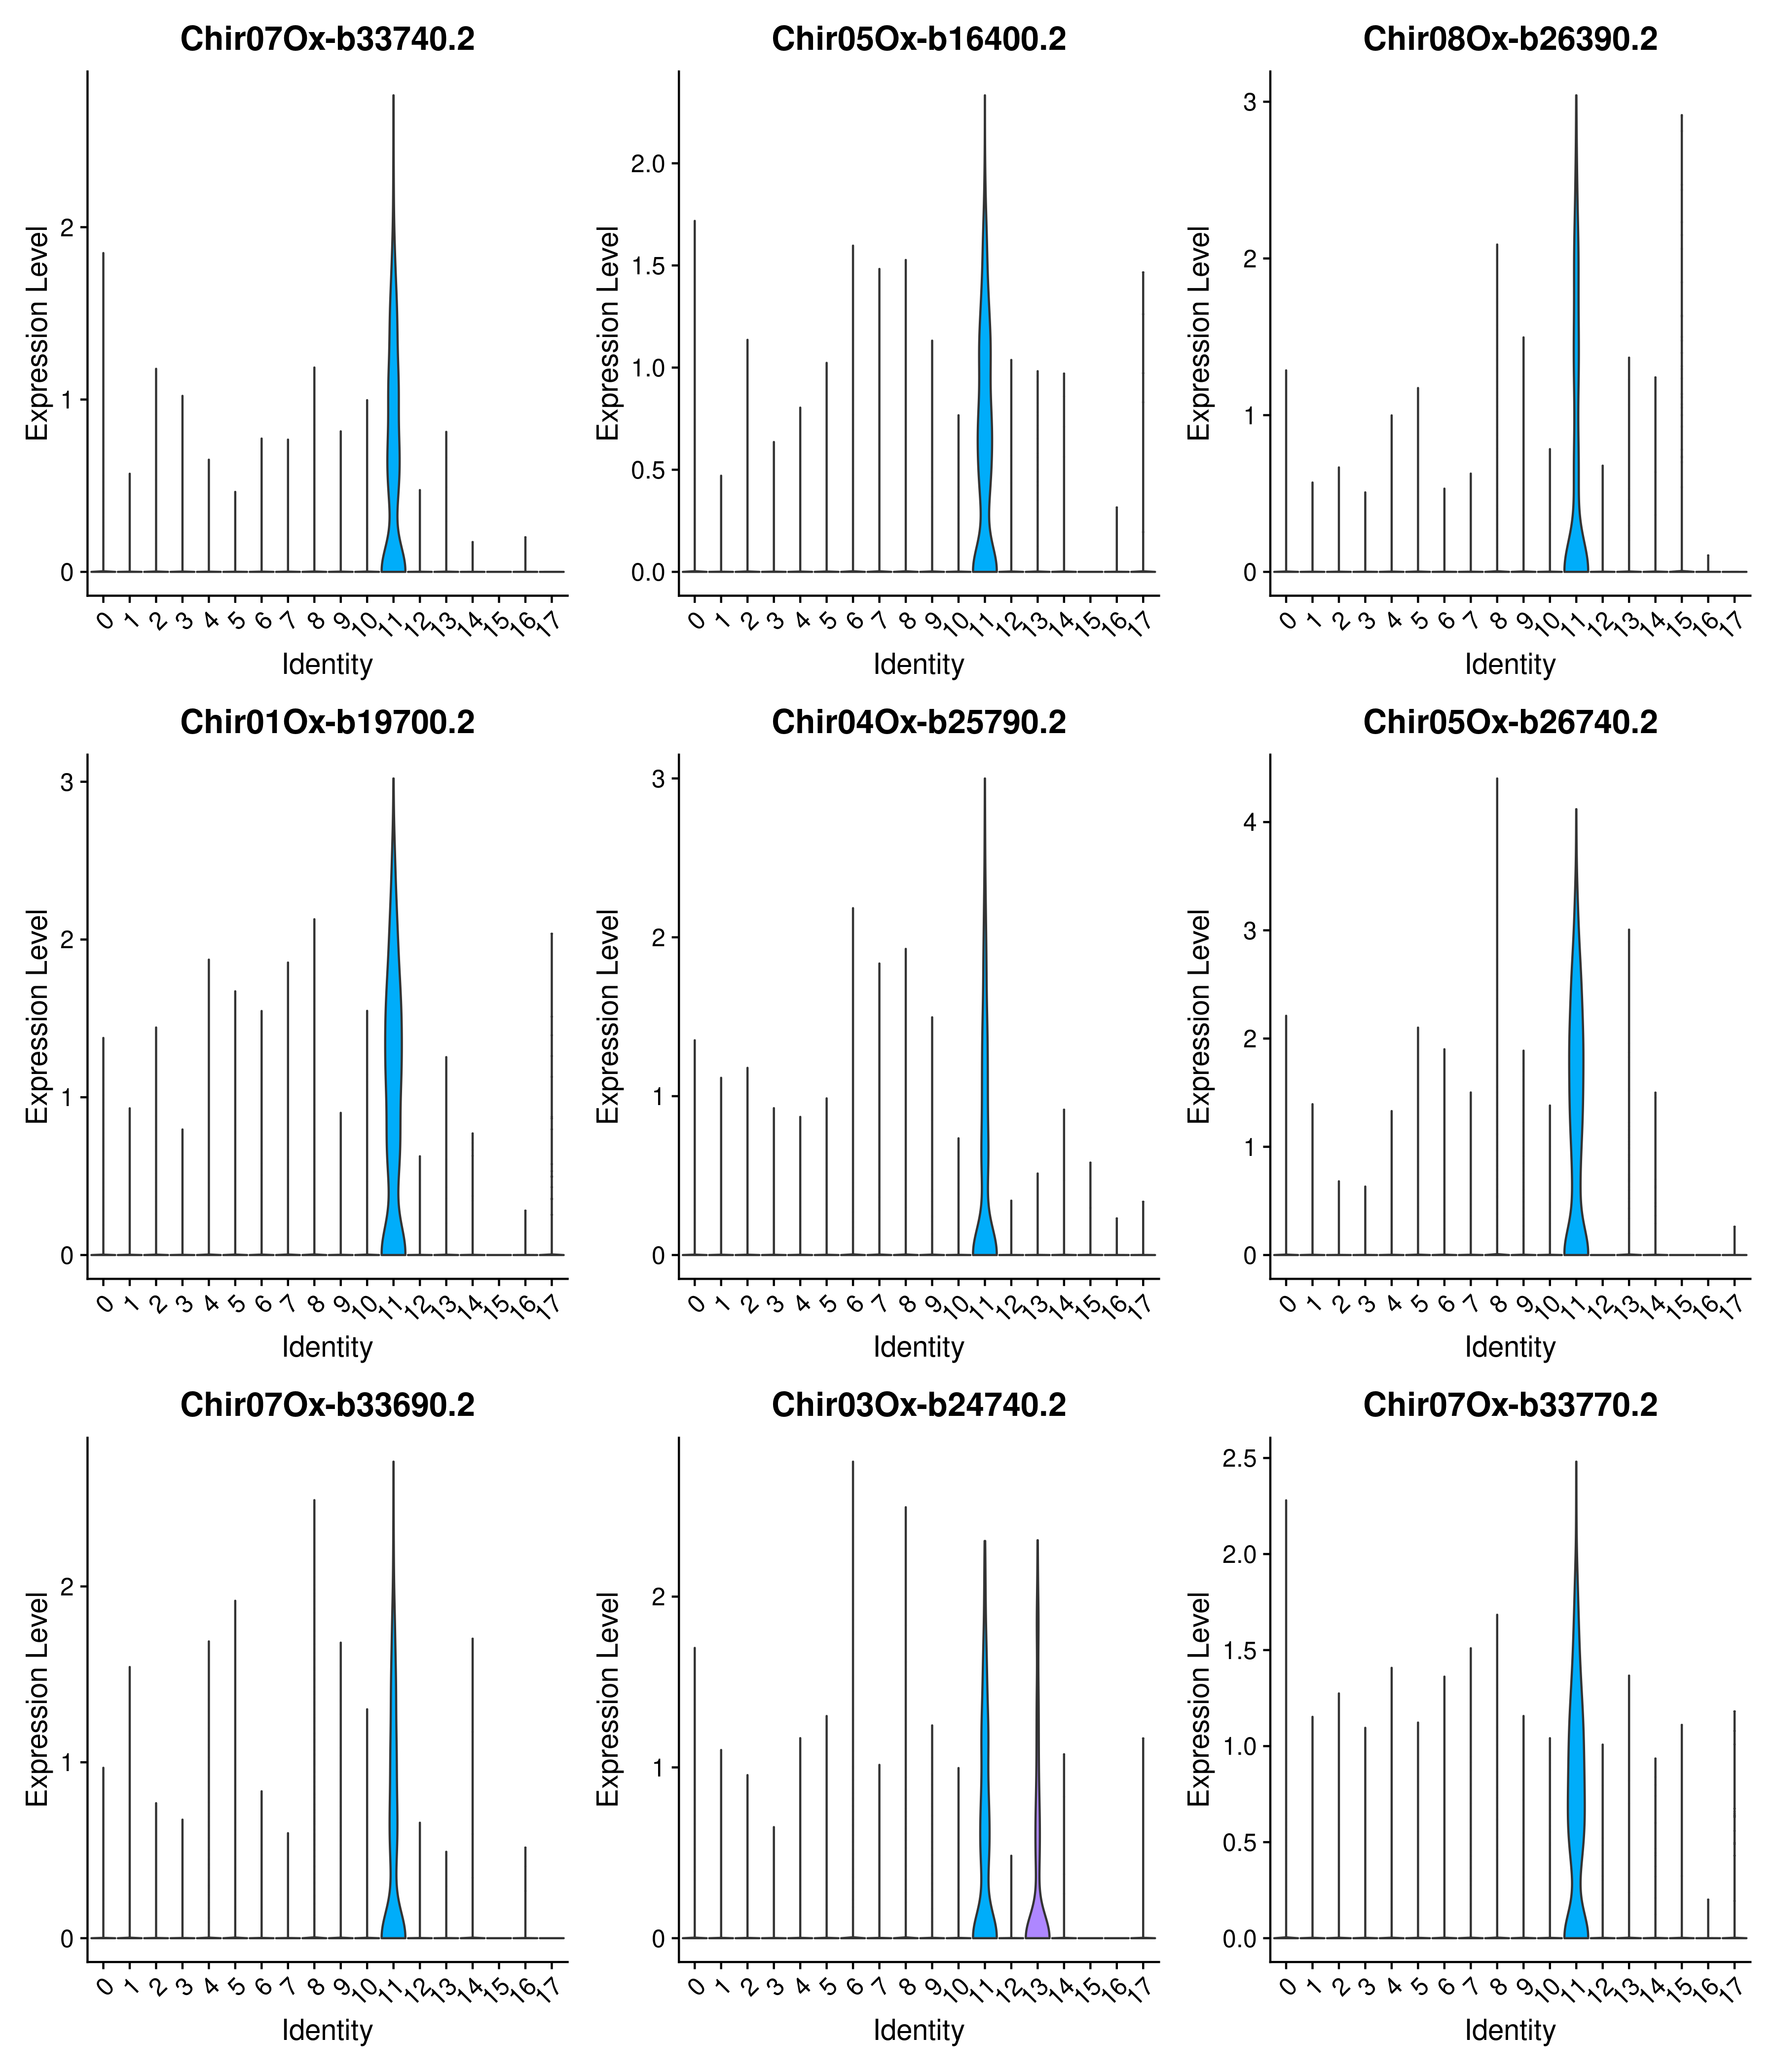 Chir07Ox-b33740.2
Expression Level
2
1
0
0 1 2 3 4 5 6 7 8 9 10 11 12 13 14 15 16 17
Identity
Chir05Ox-b16400.2
Expression Level
2.0
1.5
1.0
0.5
0.0
0 1 2 3 4 5 6 7 8 9 10 11 12 13 14 15 16 17
Identity
Chir08Ox-b26390.2
Expression Level
3
2
1
0
0 1 2 3 4 5 6 7 8 9 10 11 12 13 14 15 16 17
Identity
Chir01Ox-b19700.2
Expression Level
3
2
1
0
0 1 2 3 4 5 6 7 8 9 10 11 12 13 14 15 16 17
Identity
Chir04Ox-b25790.2
Expression Level
3
2
1
0
0 1 2 3 4 5 6 7 8 9 10 11 12 13 14 15 16 17
Identity
Chir05Ox-b26740.2
Expression Level
4
3
2
1
0
0 1 2 3 4 5 6 7 8 9 10 11 12 13 14 15 16 17
Identity
Chir07Ox-b33690.2
Expression Level
2
1
0
0 1 2 3 4 5 6 7 8 9 10 11 12 13 14 15 16 17
Identity
Chir03Ox-b24740.2
Expression Level
2
1
0
0 1 2 3 4 5 6 7 8 9 10 11 12 13 14 15 16 17
Identity
Chir07Ox-b33770.2
Expression Level
2.5
2.0
1.5
1.0
0.5
0.0
0 1 2 3 4 5 6 7 8 9 10 11 12 13 14 15 16 17
Identity